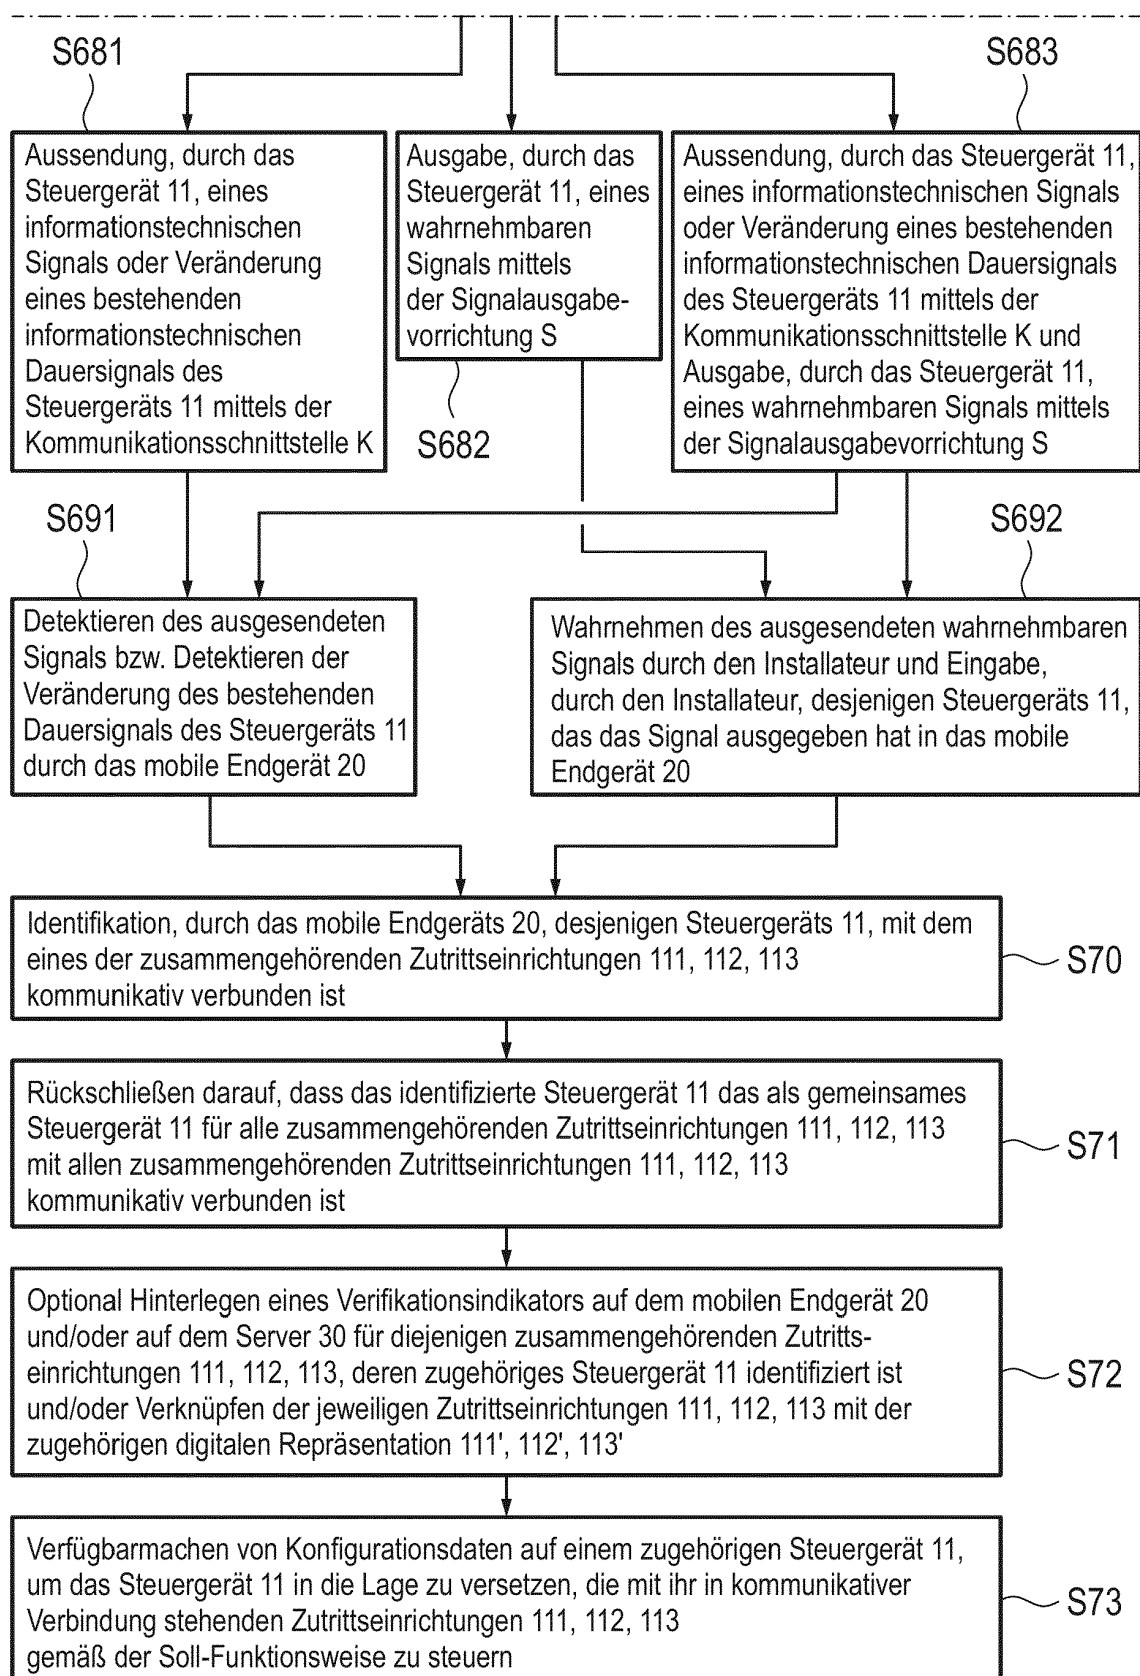 S681
S683
Aussendung, durch das
Steuergerät 11, eines
informationstechnischen
Signals oder Veränderung
eines bestehenden
informationstechnischen
Dauersignals des
Steuergeräts 11 mittels der
Kommunikationsschnittstelle K
Ausgabe, durch das
Steuergerät 11, eines
wahrnehmbaren
Signals mittels
der Signalausgabe-
vorrichtung S
S682
Aussendung, durch das Steuergerät 11,
eines informationstechnischen Signals
oder Veränderung eines bestehenden
informationstechnischen Dauersignals
des Steuergeräts 11 mittels der
Kommunikationsschnittstelle K und
Ausgabe, durch das Steuergerät 11,
eines wahrnehmbaren Signals mittels
der Signalausgabevorrichtung S
S691
S692
Detektieren des ausgesendeten
Signals bzw. Detektieren der
Veränderung des bestehenden
Dauersignals des Steuergeräts 11
durch das mobile Endgerät 20
Wahrnehmen des ausgesendeten wahrnehmbaren
Signals durch den Installateur und Eingabe,
durch den Installateur, desjenigen Steuergeräts 11,
das das Signal ausgegeben hat in das mobile
Endgerät 20
Identifikation, durch das mobile Endgeräts 20, desjenigen Steuergeräts 11, mit dem
eines der zusammengehörenden Zutrittseinrichtungen 111, 112, 113
kommunikativ verbunden ist
S70
Rückschließen darauf, dass das identifizierte Steuergerät 11 das als gemeinsames
Steuergerät 11 für alle zusammengehörenden Zutrittseinrichtungen 111, 112, 113
mit allen zusammengehörenden Zutrittseinrichtungen 111, 112, 113
kommunikativ verbunden ist
S71
Optional Hinterlegen eines Verifikationsindikators auf dem mobilen Endgerät 20
und/oder auf dem Server 30 für diejenigen zusammengehörenden Zutritts-
einrichtungen 111, 112, 113, deren zugehöriges Steuergerät 11 identifiziert ist
und/oder Verknüpfen der jeweiligen Zutrittseinrichtungen 111, 112, 113 mit der
zugehörigen digitalen Repräsentation 111', 112', 113'
S72
Verfügbarmachen von Konfigurationsdaten auf einem zugehörigen Steuergerät 11,
um das Steuergerät 11 in die Lage zu versetzen, die mit ihr in kommunikativer
Verbindung stehenden Zutrittseinrichtungen 111, 112, 113
gemäß der Soll-Funktionsweise zu steuern
S73